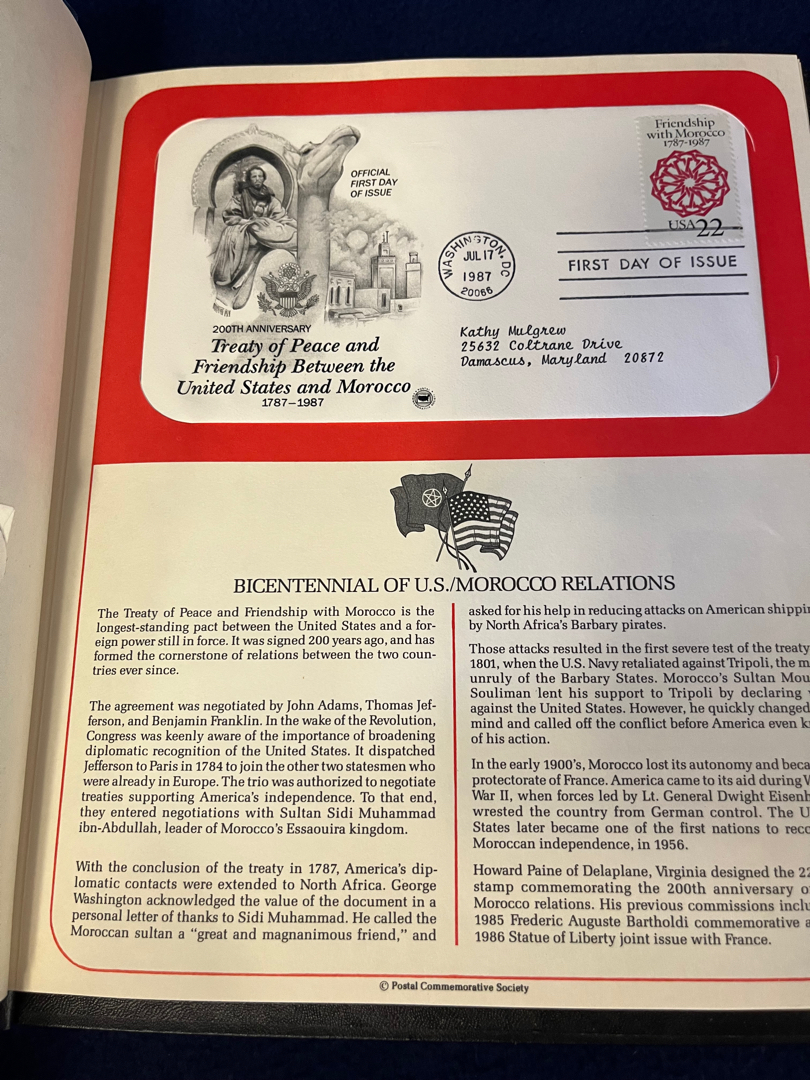 OFFICIAL
FIRST DAY
OF ISSUE
Friendship
with Morocco
1787-1987
USA 22
WASHINGTON, DC
JUL 17
1987
20066
FIRST DAY OF ISSUE
200TH ANNIVERSARY
Treaty of Peace and
Friendship Between the
United States and Morocco
1787–1987
Kathy Mulgrew
25632 Coltrane Drive
Damascus, Maryland 20872
BICENTENNIAL OF U.S./MOROCCO RELATIONS
The Treaty of Peace and Friendship with Morocco is the
longest-standing pact between the United States and a for-
eign power still in force. It was signed 200 years ago, and has
formed the cornerstone of relations between the two coun-
tries ever since.
The agreement was negotiated by John Adams, Thomas Jef-
ferson, and Benjamin Franklin. In the wake of the Revolution,
Congress was keenly aware of the importance of broadening
diplomatic recognition of the United States. It dispatched
Jefferson to Paris in 1784 to join the other two statesmen who
were already in Europe. The trio was authorized to negotiate
treaties supporting America's independence. To that end,
they entered negotiations with Sultan Sidi Muhammad
ibn-Abdullah, leader of Morocco's Essaouira kingdom.
With the conclusion of the treaty in 1787, America's dip-
lomatic contacts were extended to North Africa. George
Washington acknowledged the value of the document in a
personal letter of thanks to Sidi Muhammad. He called the
Moroccan sultan a "great and magnanimous friend," and
asked for his help in reducing attacks on American
by North Africa's Barbary pirates.
Those attacks resulted in the first severe test of the treaty
1801, when the U.S. Navy retaliated against Tripoli, the
unruly of the Barbary States. Morocco's Sultan
Souliman lent his support to Tripoli by declaring
against the United States. However, he quickly changed
mind and called off the conflict before America even
of his action.
In the early 1900's, Morocco lost its autonomy and
protectorate of France. America came to its aid during
War II, when forces led by Lt. General Dwight
wrested the country from German control. The
States later became one of the first nations to
Moroccan independence, in 1956.
Howard Paine of Delaplane, Virginia designed the
stamp commemorating the 200th anniversary
Morocco relations. His previous commissions
1985 Frederic Auguste Bartholdi commemorative
1986 Statue of Liberty joint issue with France.
© Postal Commemorative Society